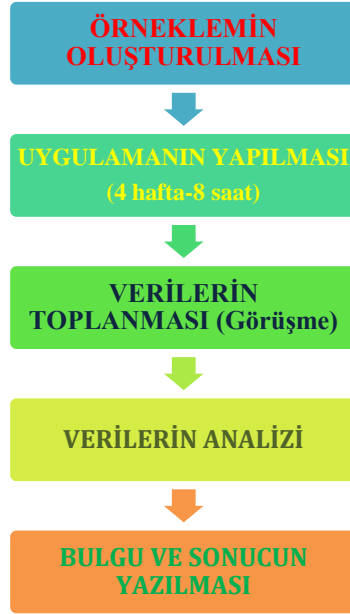 ÖRNEKLEMİN
OLUŞTURULMASI
UYGULAMANIN YAPILMASI
(4 hafta-8 saat)
VERİLERİN
TOPLANMASI (Görüşme)
VERİLERİN ANALİZİ
BULGU VE SONUCUN
YAZILMASI